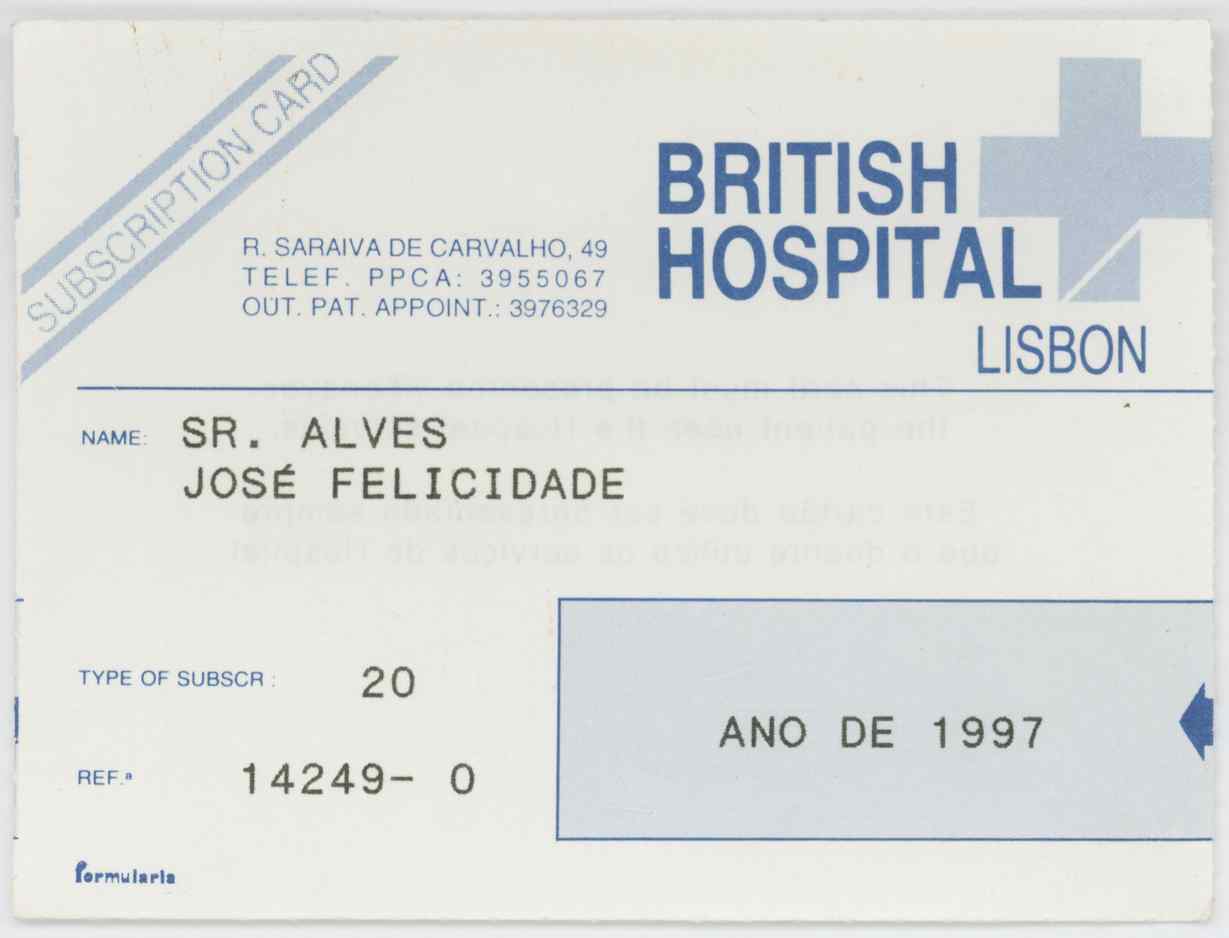 SUBSCRIPTION CARD
BRITISH
HOSPITAL
LISBON
R. SARAIVA DE CARVALHO, 49
TELEF. PPCA: 3955067
OUT. PAT. APPOINT.: 3976329
NAME: SR. ALVES
JOSÉ FELICIDADE
TYPE OF SUBSCR : 20
ANO DE 1997
REF.ª 14249- 0
formularia